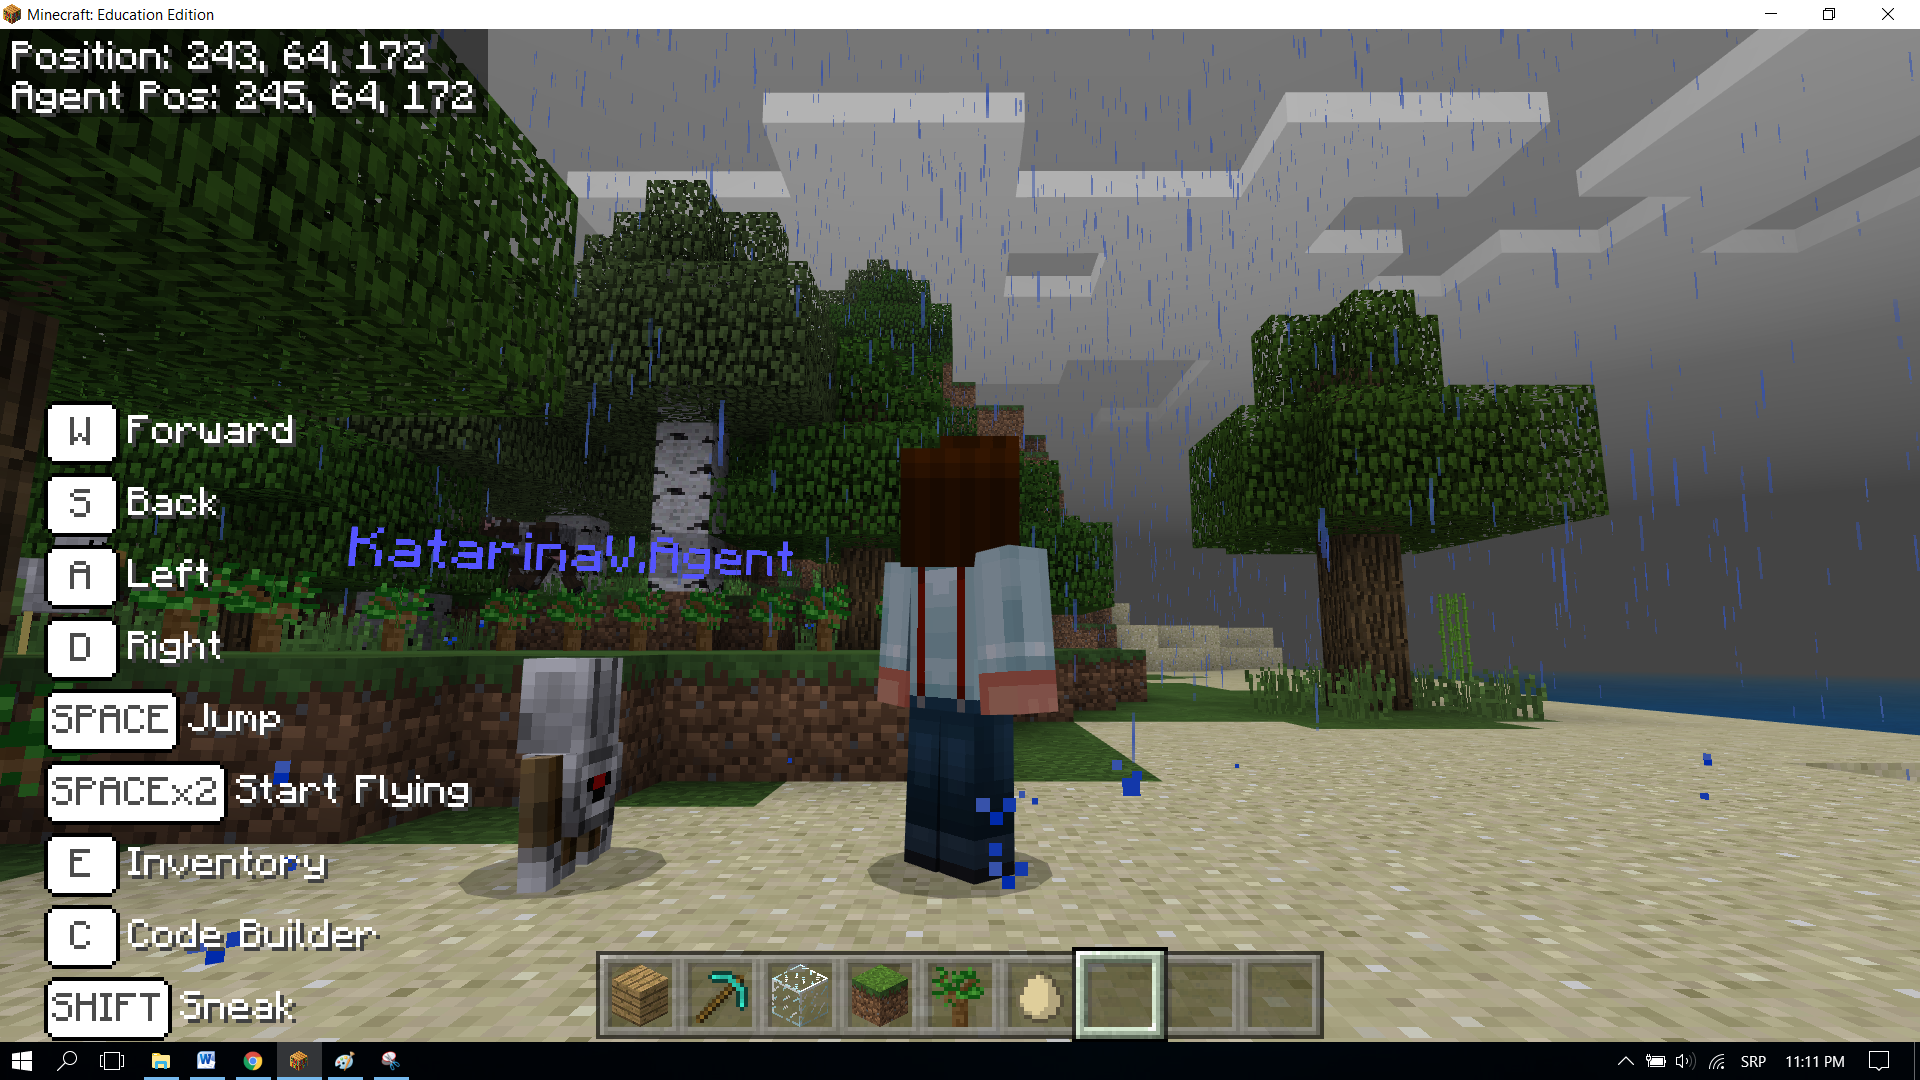 Minecraft: Education Edition
Position: 243, 64, 172
Agent Pos: 245, 64, 172
W Forward
S Back
KatarinaV.Agent
A Left
D Right
SPACE Jump
SPACEx2 Start Flying
E Inventory
C Code Builder
SHIFT Sneak
SRP 11:11 PM